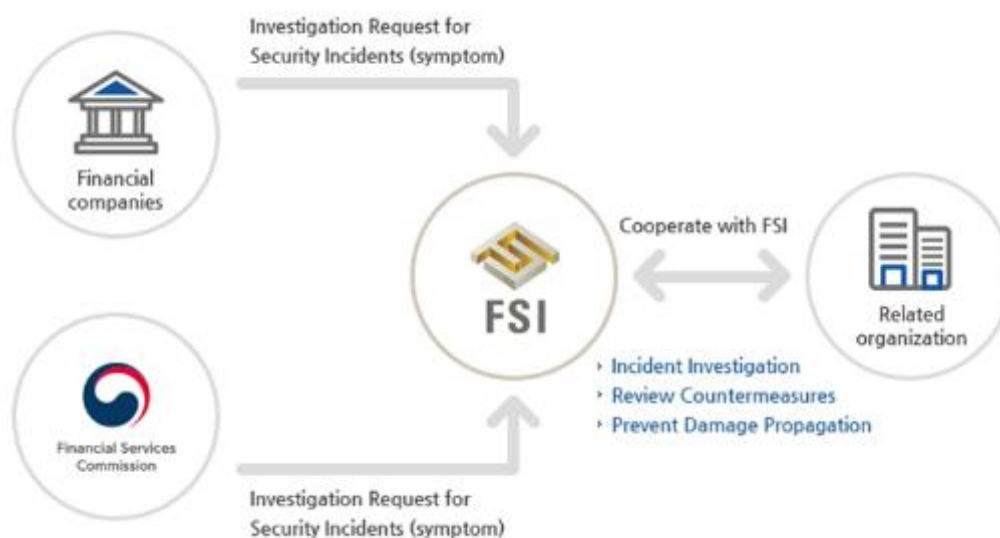 Investigation Request for
Security Incidents (symptom)
Financial
companies
FSI
Cooperate with FSI
Related
organization
‣ Incident Investigation
‣ Review Countermeasures
‣ Prevent Damage Propagation
Financial Services
Commission
Investigation Request for
Security Incidents (symptom)